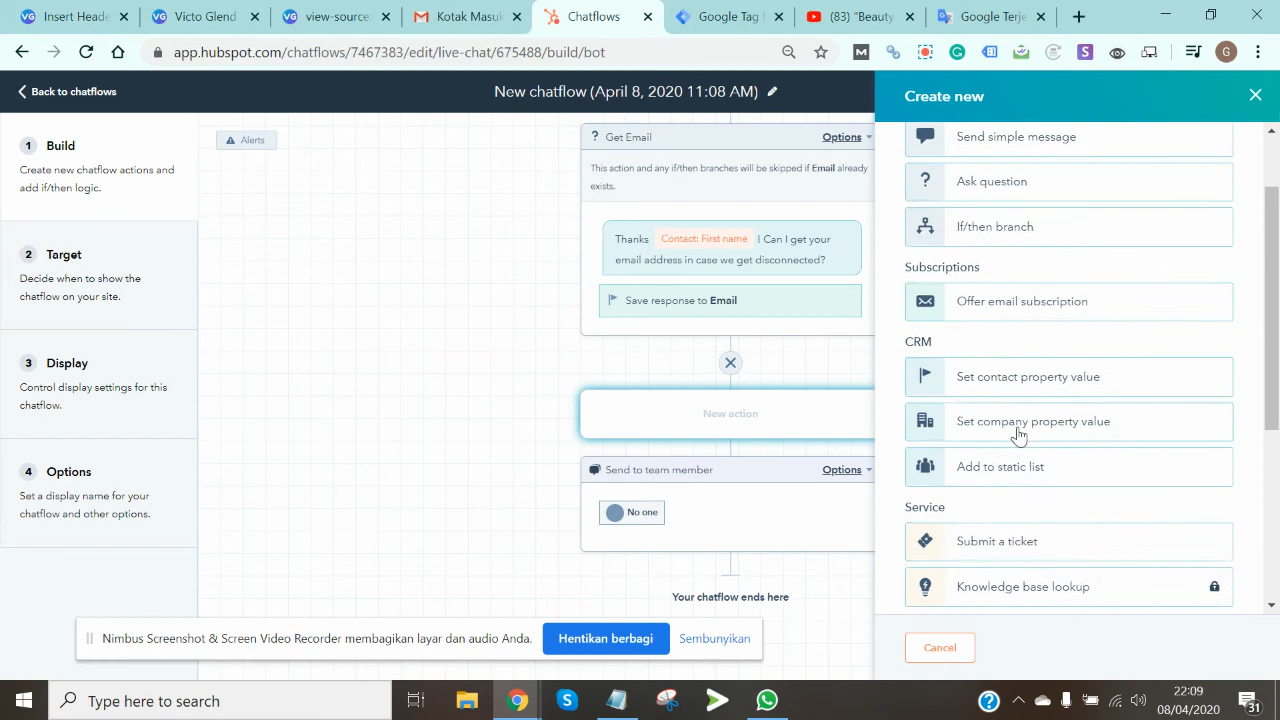 Insert Header
Victo Glend
view-source:
Kotak Masuk
Chatflows
Google Tag
(83) "Beauty
Google Terje
app.hubspot.com/chatflows/7467383/edit/live-chat/675488/build/bot
G
Back to chatflows
New chatflow (April 8, 2020 11:08 AM)
Create new
1 Build
Create new chatflow actions and
add if/then logic.
2 Target
Decide when to show the
chatflow on your site.
3 Display
Control display settings for this
chatflow.
4 Options
Set a display name for your
chatflow and other options.
Alerts
? Get Email Options
This action and any if/then branches will be skipped if Email already
exists.
Thanks Contact: First name ! Can I get your
email address in case we get disconnected?
Save response to Email
New action
Send to team member Options
No one
Your chatflow ends here
Send simple message
? Ask question
If/then branch
Subscriptions
Offer email subscription
CRM
Set contact property value
Set company property value
Add to static list
Service
Submit a ticket
Knowledge base lookup
Cancel
Nimbus Screenshot & Screen Video Recorder membagikan layar dan audio Anda.
Hentikan berbagi
Sembunyikan
Type here to search
22:09
08/04/2020
31